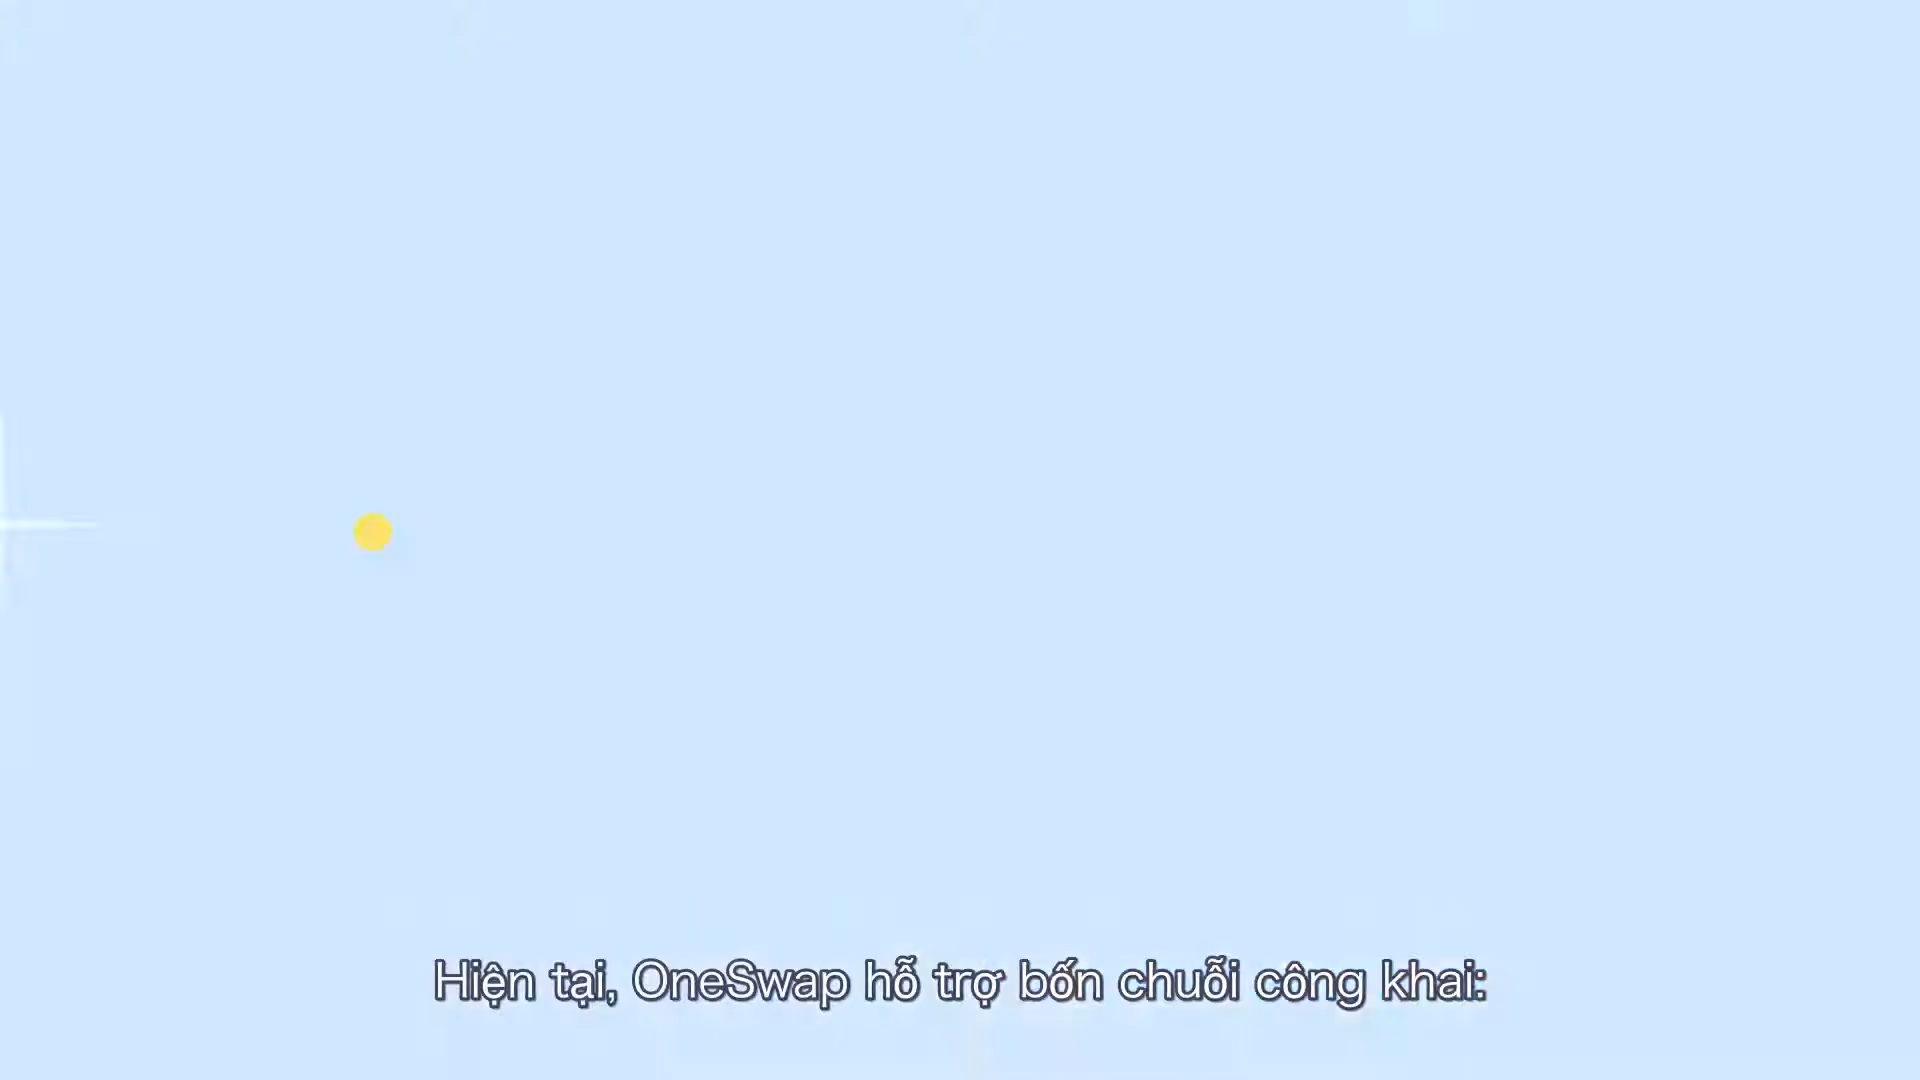 Hiện tại, OneSwap hỗ trợ bốn chuỗi công khai: